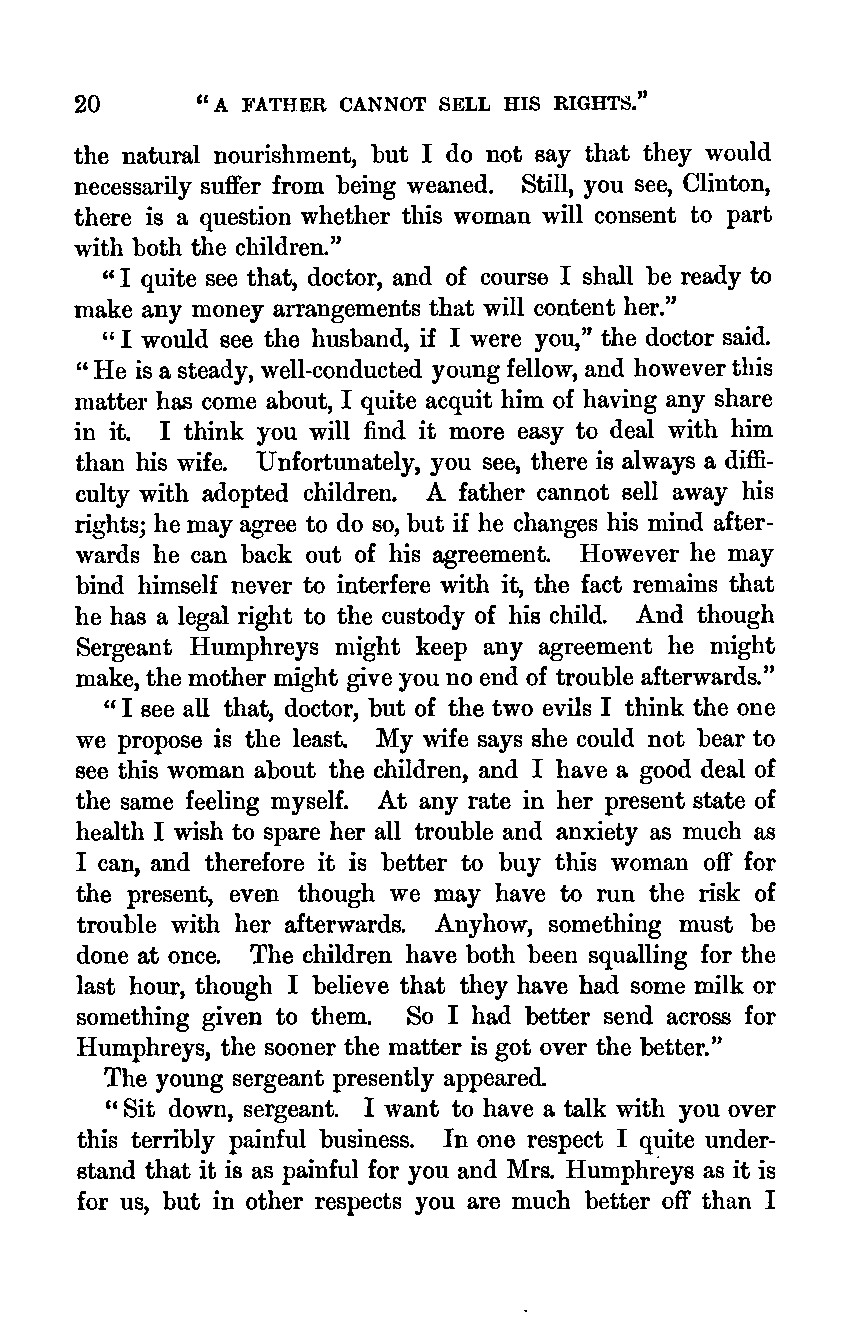 20 “A FATHER CANNOT SELL HIS RIGHTS.”
the natural nourishment, but I do not say that they would
necessarily suffer from being weaned. Still, you see, Clinton,
there is a question whether this woman will consent to part
with both the children.”
“I quite see that, doctor, and of course I shall be ready to
make any money arrangements that will content her.”
“I would see the husband, if I were you,” the doctor said.
“He is a steady, well-conducted young fellow, and however this
matter has come about, I quite acquit him of having any share
in it. I think you will find it more easy to deal with him
than his wife. Unfortunately, you see, there is always a diffi-
culty with adopted children. A father cannot sell away his
rights; he may agree to do so, but if he changes his mind after-
wards he can back out of his agreement. However he may
bind himself never to interfere with it, the fact remains that
he has a legal right to the custody of his child. And though
Sergeant Humphreys might keep any agreement he might
make, the mother might give you no end of trouble afterwards.”
“I see all that, doctor, but of the two evils I think the one
we propose is the least. My wife says she could not bear to
see this woman about the children, and I have a good deal of
the same feeling myself. At any rate in her present state of
health I wish to spare her all trouble and anxiety as much as
I can, and therefore it is better to buy this woman off for
the present, even though we may have to run the risk of
trouble with her afterwards. Anyhow, something must be
done at once. The children have both been squalling for the
last hour, though I believe that they have had some milk or
something given to them. So I had better send across for
Humphreys, the sooner the matter is got over the better.”
The young sergeant presently appeared.
“Sit down, sergeant. I want to have a talk with you over
this terribly painful business. In one respect I quite under-
stand that it is as painful for you and Mrs. Humphreys as it is
for us, but in other respects you are much better off than I